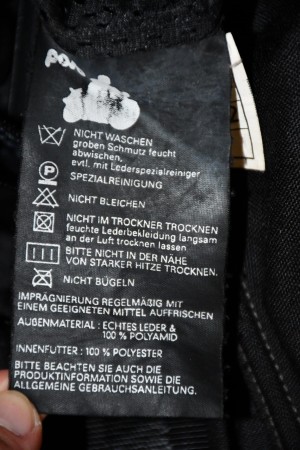 NICHT WASCHEN
groben Schmutz feucht
abwischen,
evtl. mit Lederspezialreiniger
P SPEZIALREINIGUNG
NICHT BLEICHEN
NICHT IM TROCKNER TROCKNEN
feuchte Lederbekleidung langsam
an der Luft trocknen lassen
BITTE NICHT IN DER NÄHE
VON STARKER HITZE TROCKNEN.
NICHT BÜGELN
IMPRÄGNIERUNG REGELMÄßIG MIT
EINEM GEEIGNETEN MITTEL AUFFRISCHEN
AUßENMATERIAL : ECHTES LEDER &
100 % POLYAMID
INNENFUTTER : 100 % POLYESTER
BITTE BEACHTEN SIE AUCH DIE
PRODUKTINFORMATION SOWIE DIE
ALLGEMEINE GEBRAUCHSANLEITUNG.